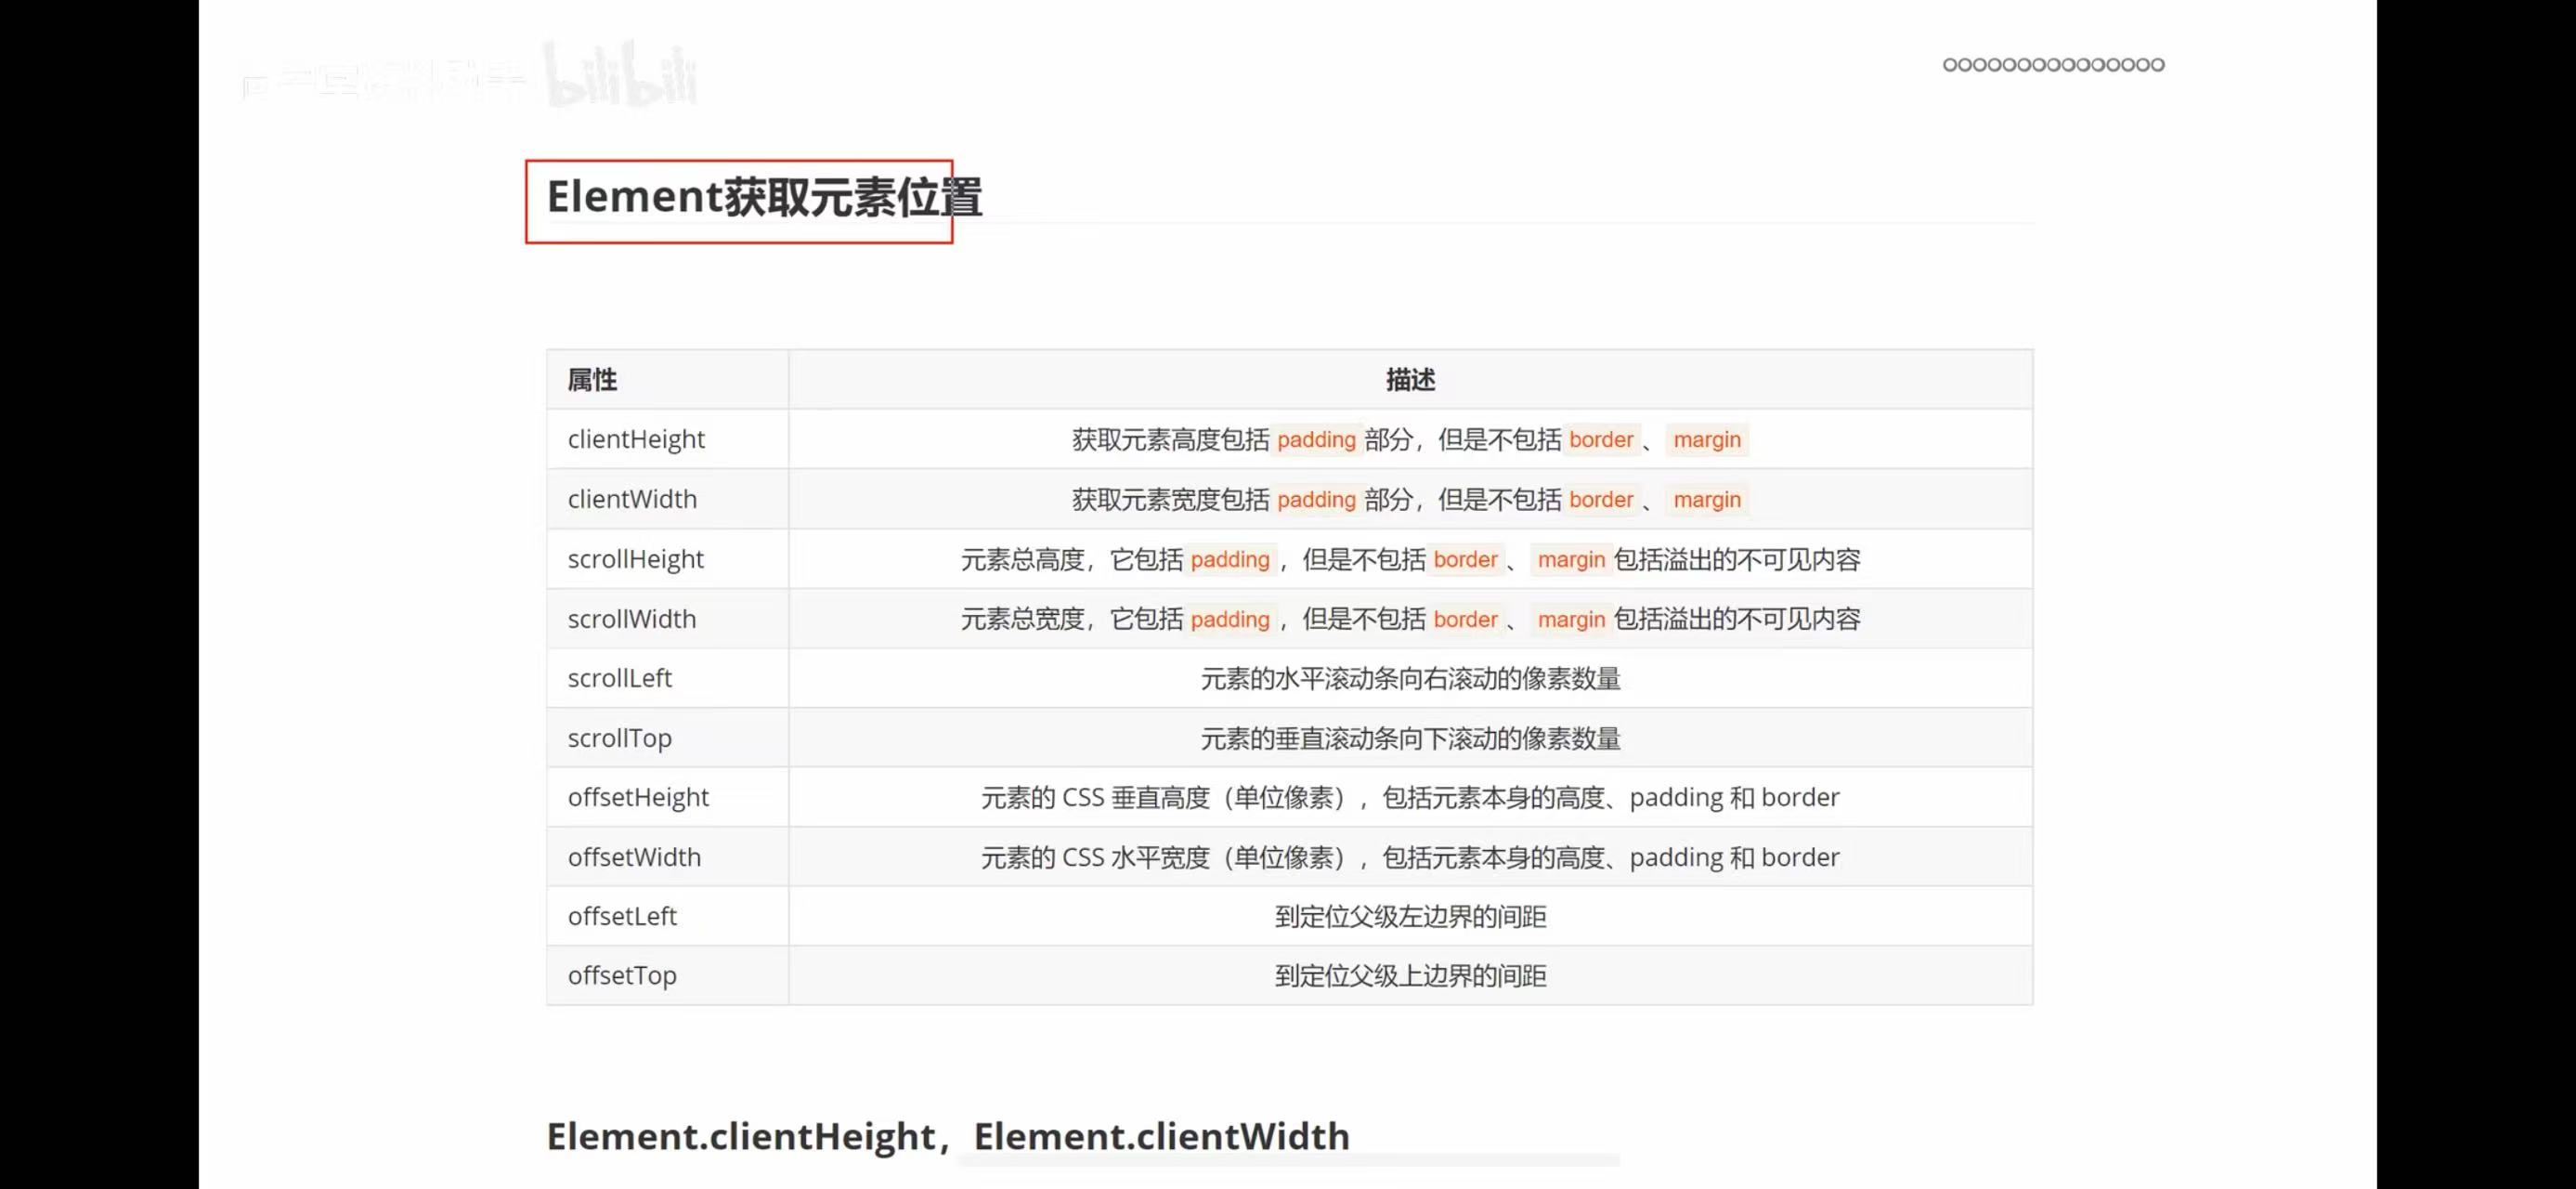 bilibili
Element获取元素位置
属性 描述
clientHeight 获取元素高度包括 padding 部分，但是不包括 border 、 margin
clientWidth 获取元素宽度包括 padding 部分，但是不包括 border 、 margin
scrollHeight 元素总高度，它包括 padding ，但是不包括 border 、 margin 包括溢出的不可见内容
scrollWidth 元素总宽度，它包括 padding ，但是不包括 border 、 margin 包括溢出的不可见内容
scrollLeft 元素的水平滚动条向右滚动的像素数量
scrollTop 元素的垂直滚动条向下滚动的像素数量
offsetHeight 元素的 CSS 垂直高度（单位像素），包括元素本身的高度、padding 和 border
offsetWidth 元素的 CSS 水平宽度（单位像素），包括元素本身的高度、padding 和 border
offsetLeft 到定位父级左边界的间距
offsetTop 到定位父级上边界的间距
Element.clientHeight，Element.clientWidth